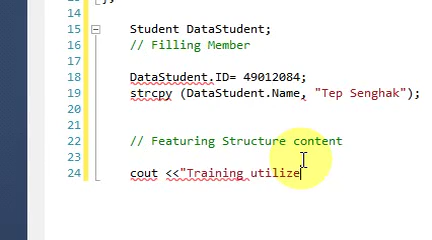 14 };
15 Student DataStudent;
16 // Filling Member
17
18 DataStudent.ID= 49012084;
19 strcpy (DataStudent.Name, "Tep Senghak");
20
21
22 // Featuring Structure content
23
24 cout <<"Training utilize